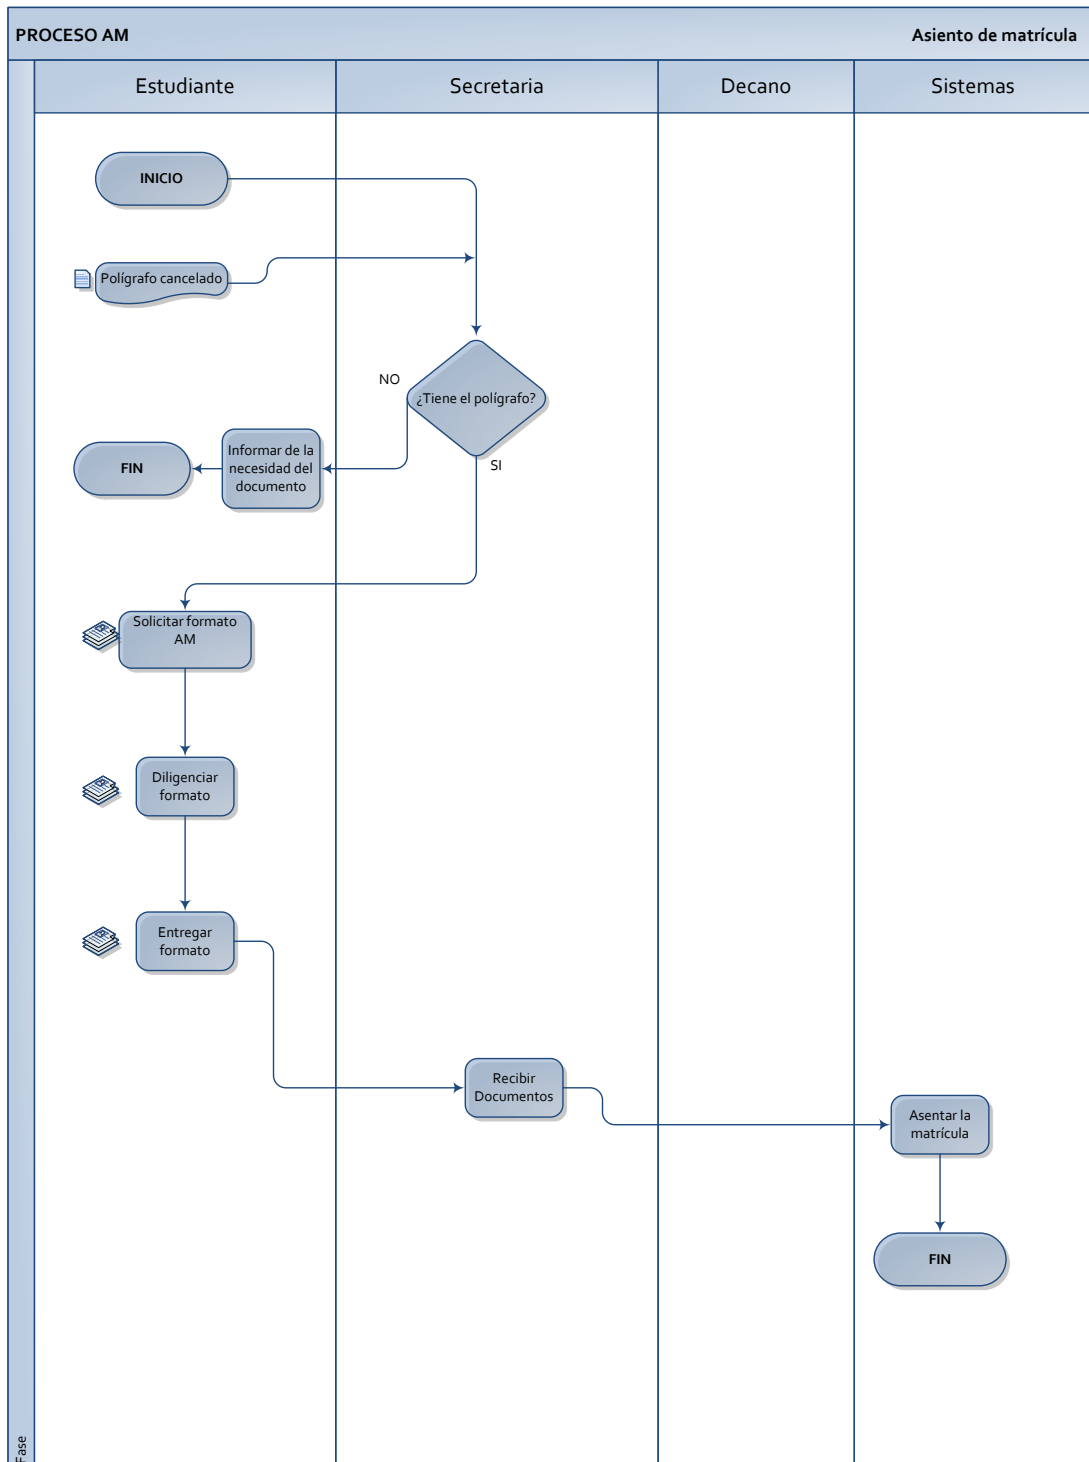 PROCESO AM
Asiento de matrícula
Estudiante
Secretaria
Decano
Sistemas
INICIO
Polígrafo cancelado
¿Tiene el polígrafo?
NO
SI
Informar de la
necesidad del
documento
FIN
Solicitar formato
AM
Diligenciar
formato
Entregar
formato
Recibir
Documentos
Asentar la
matrícula
FIN
Fase